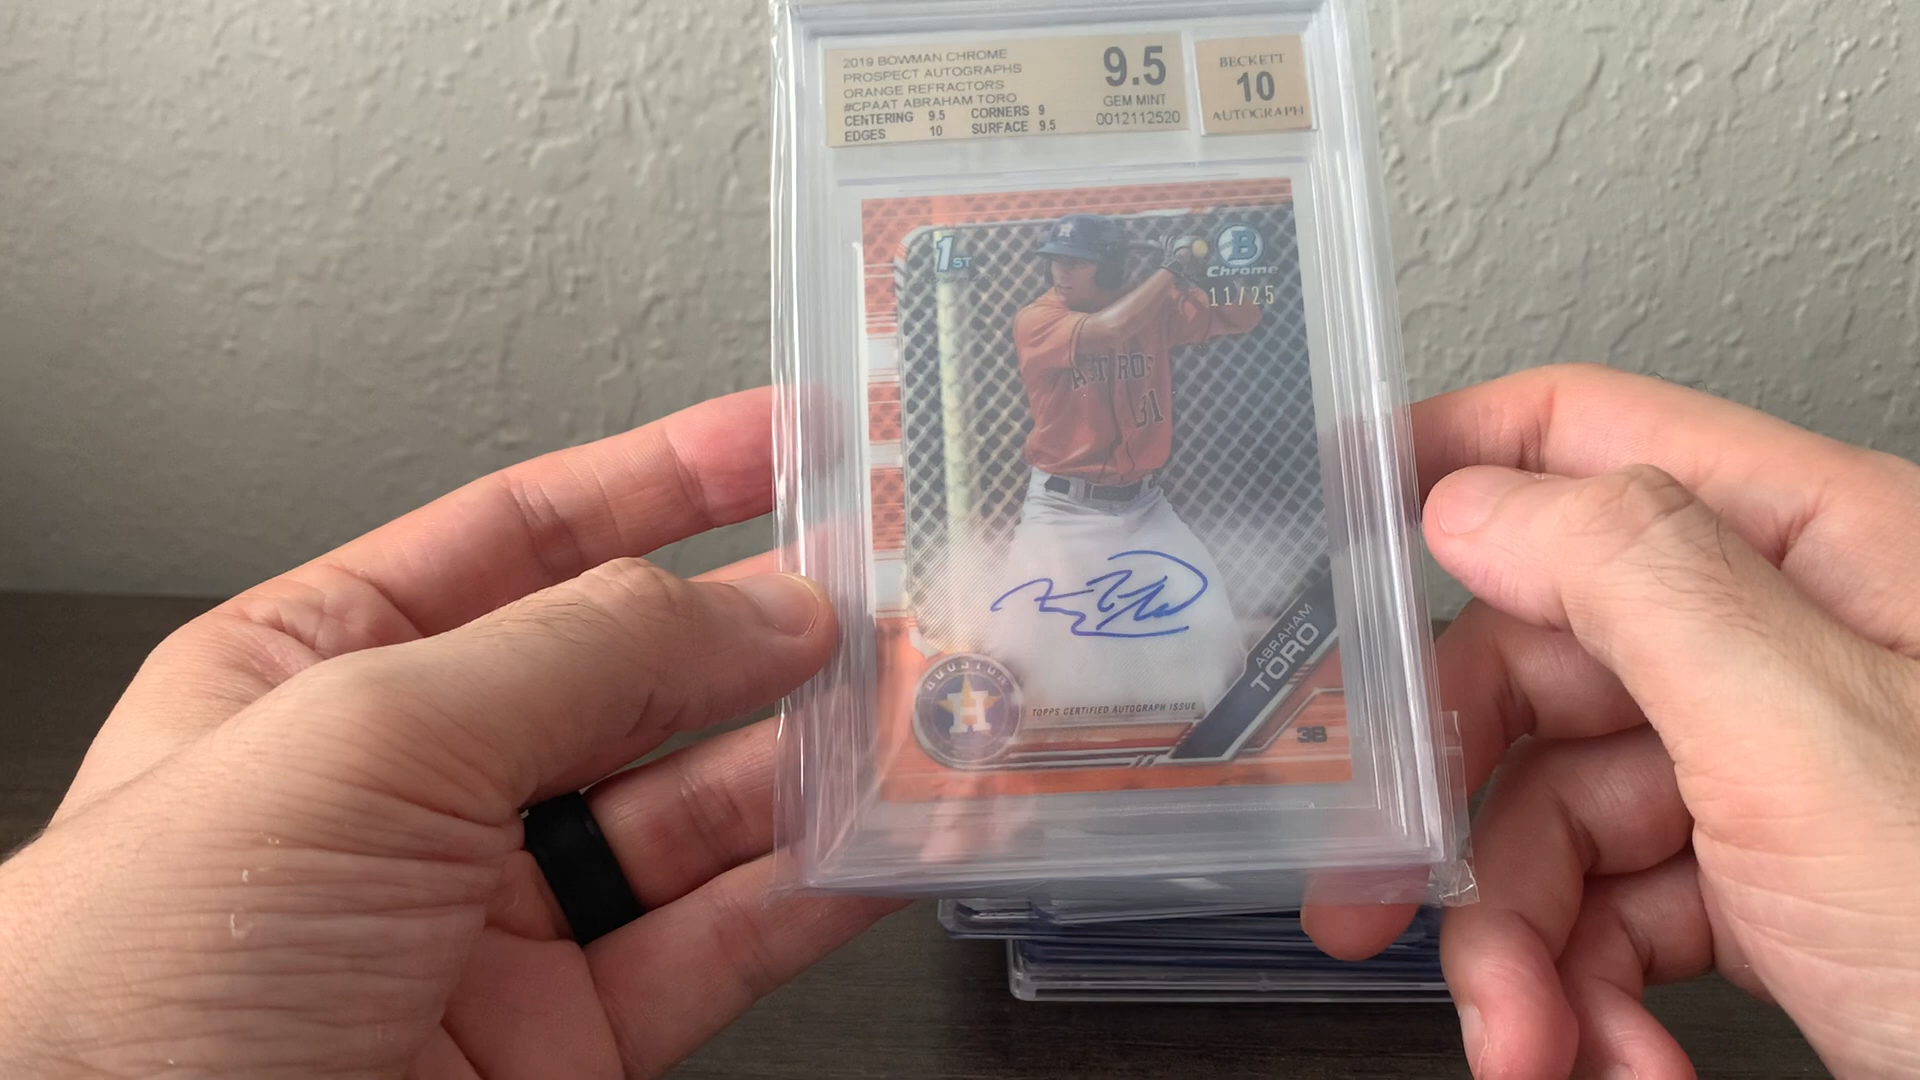 2019 BOWMAN CHROME
PROSPECT AUTOGRAPHS
ORANGE REFRACTORS
#CPAAT ABRAHAM TORO
CENTERING 9.5 CORNERS 9
EDGES 10 SURFACE 9.5
9.5
GEM MINT
0012112520
BECKETT
10
AUTOGRAPH
1ST
B
Chrome
11/25
H
ASTROS
31
ABRAHAM
TORO
HOUSTON
H
TOPPS CERTIFIED AUTOGRAPH ISSUE
3B